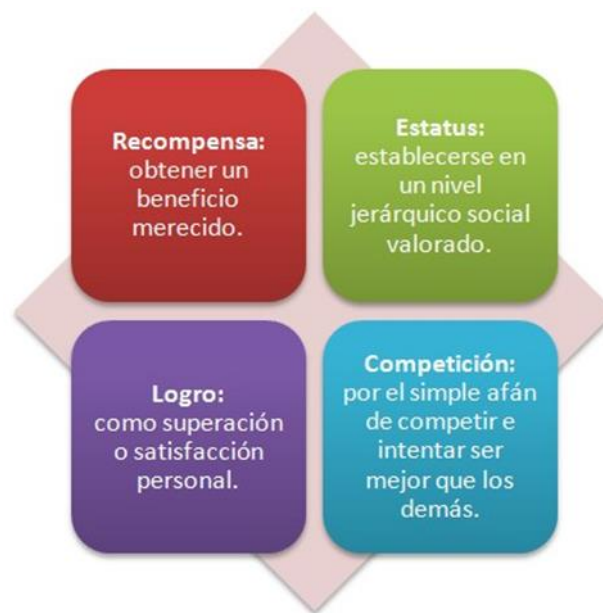 Recompensa:
obtener un
beneficio
merecido.
Estatus:
establecerse en
un nivel
jerárquico social
valorado.
Logro:
como superación
o satisfacción
personal.
Competición:
por el simple afán
de competir e
intentar ser
mejor que los
demás.